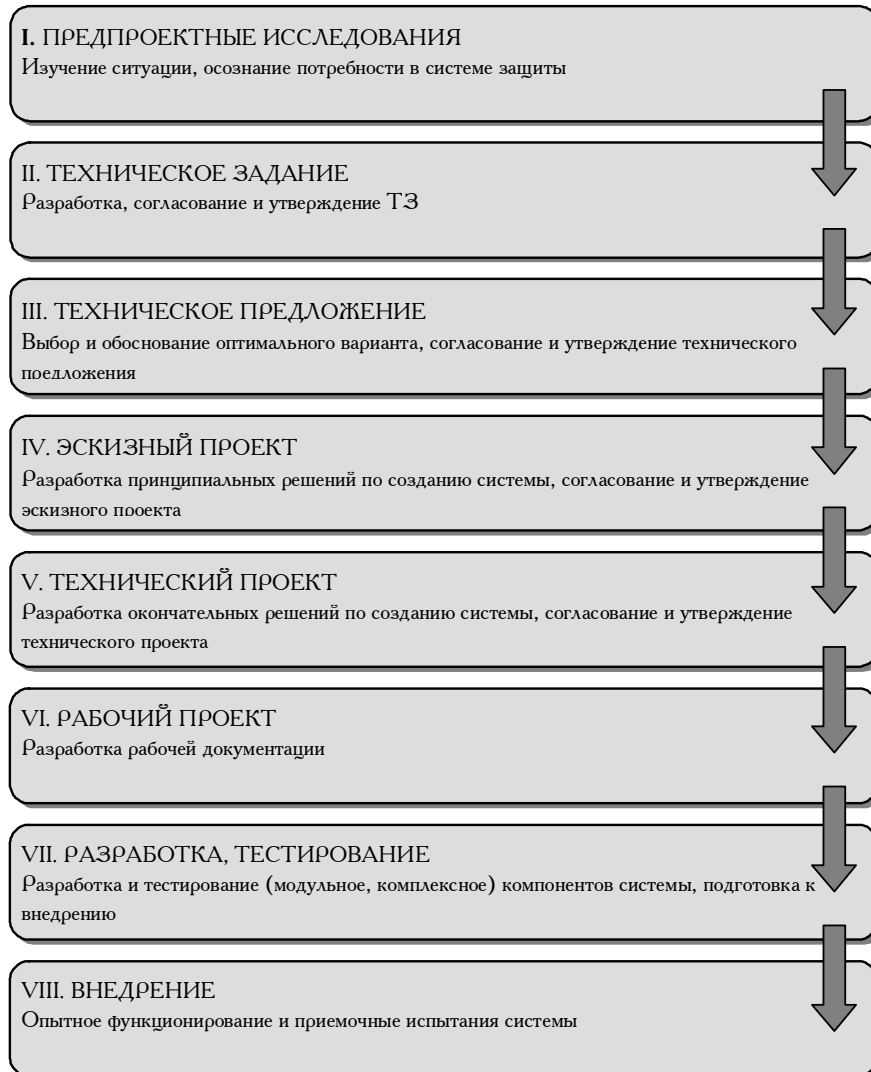 I. ПРЕДПРОЕКТНЫЕ ИССЛЕДОВАНИЯ
Изучение ситуации, осознание потребности в системе защиты
II. ТЕХНИЧЕСКОЕ ЗАДАНИЕ
Разработка, согласование и утверждение ТЗ
III. ТЕХНИЧЕСКОЕ ПРЕДЛОЖЕНИЕ
Выбор и обоснование оптимального варианта, согласование и утверждение технического
предложения
IV. ЭСКИЗНЫЙ ПРОЕКТ
Разработка принципиальных решений по созданию системы, согласование и утверждение
эскизного проекта
V. ТЕХНИЧЕСКИЙ ПРОЕКТ
Разработка окончательных решений по созданию системы, согласование и утверждение
технического проекта
VI. РАБОЧИЙ ПРОЕКТ
Разработка рабочей документации
VII. РАЗРАБОТКА, ТЕСТИРОВАНИЕ
Разработка и тестирование (модульное, комплексное) компонентов системы, подготовка к
внедрению
VIII. ВНЕДРЕНИЕ
Опытное функционирование и приемочные испытания системы